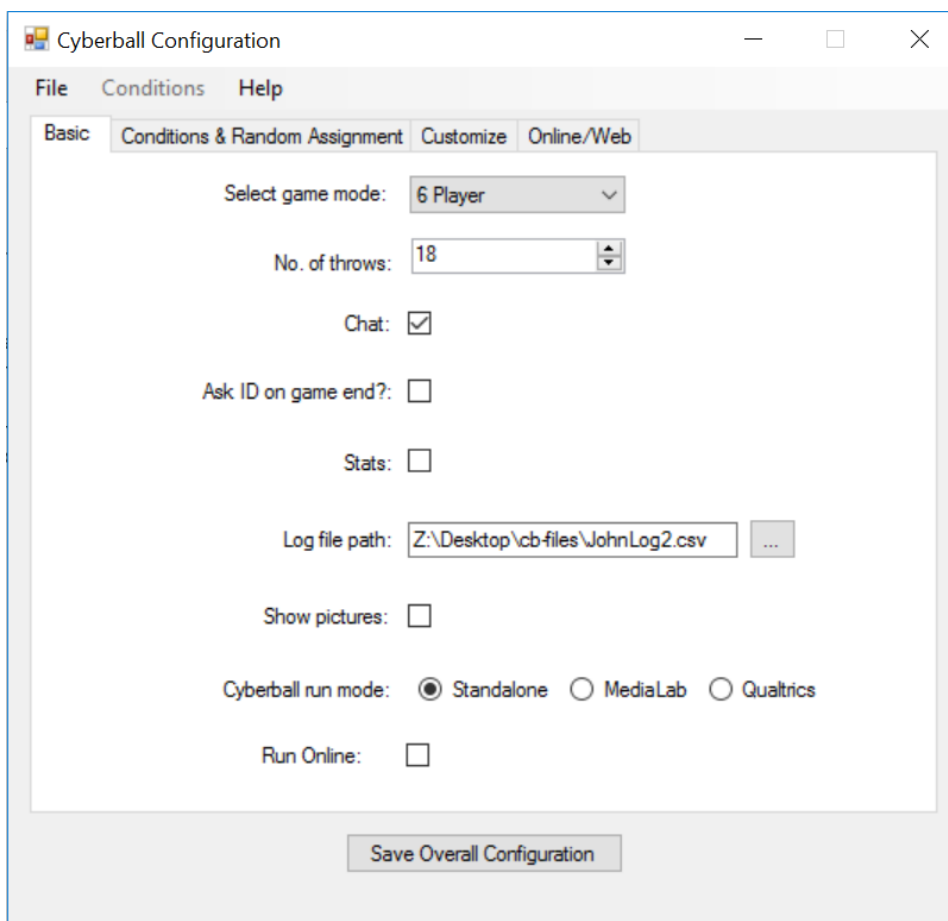 Cyberball Configuration
File Conditions Help
Basic Conditions & Random Assignment Customize Online/Web
Select game mode: 6 Player
No. of throws: 18
Chat:
Ask ID on game end?:
Stats:
Log file path: Z:\Desktop\cb-files\JohnLog2.csv ...
Show pictures:
Cyberball run mode: Standalone MediaLab Qualtrics
Run Online:
Save Overall Configuration